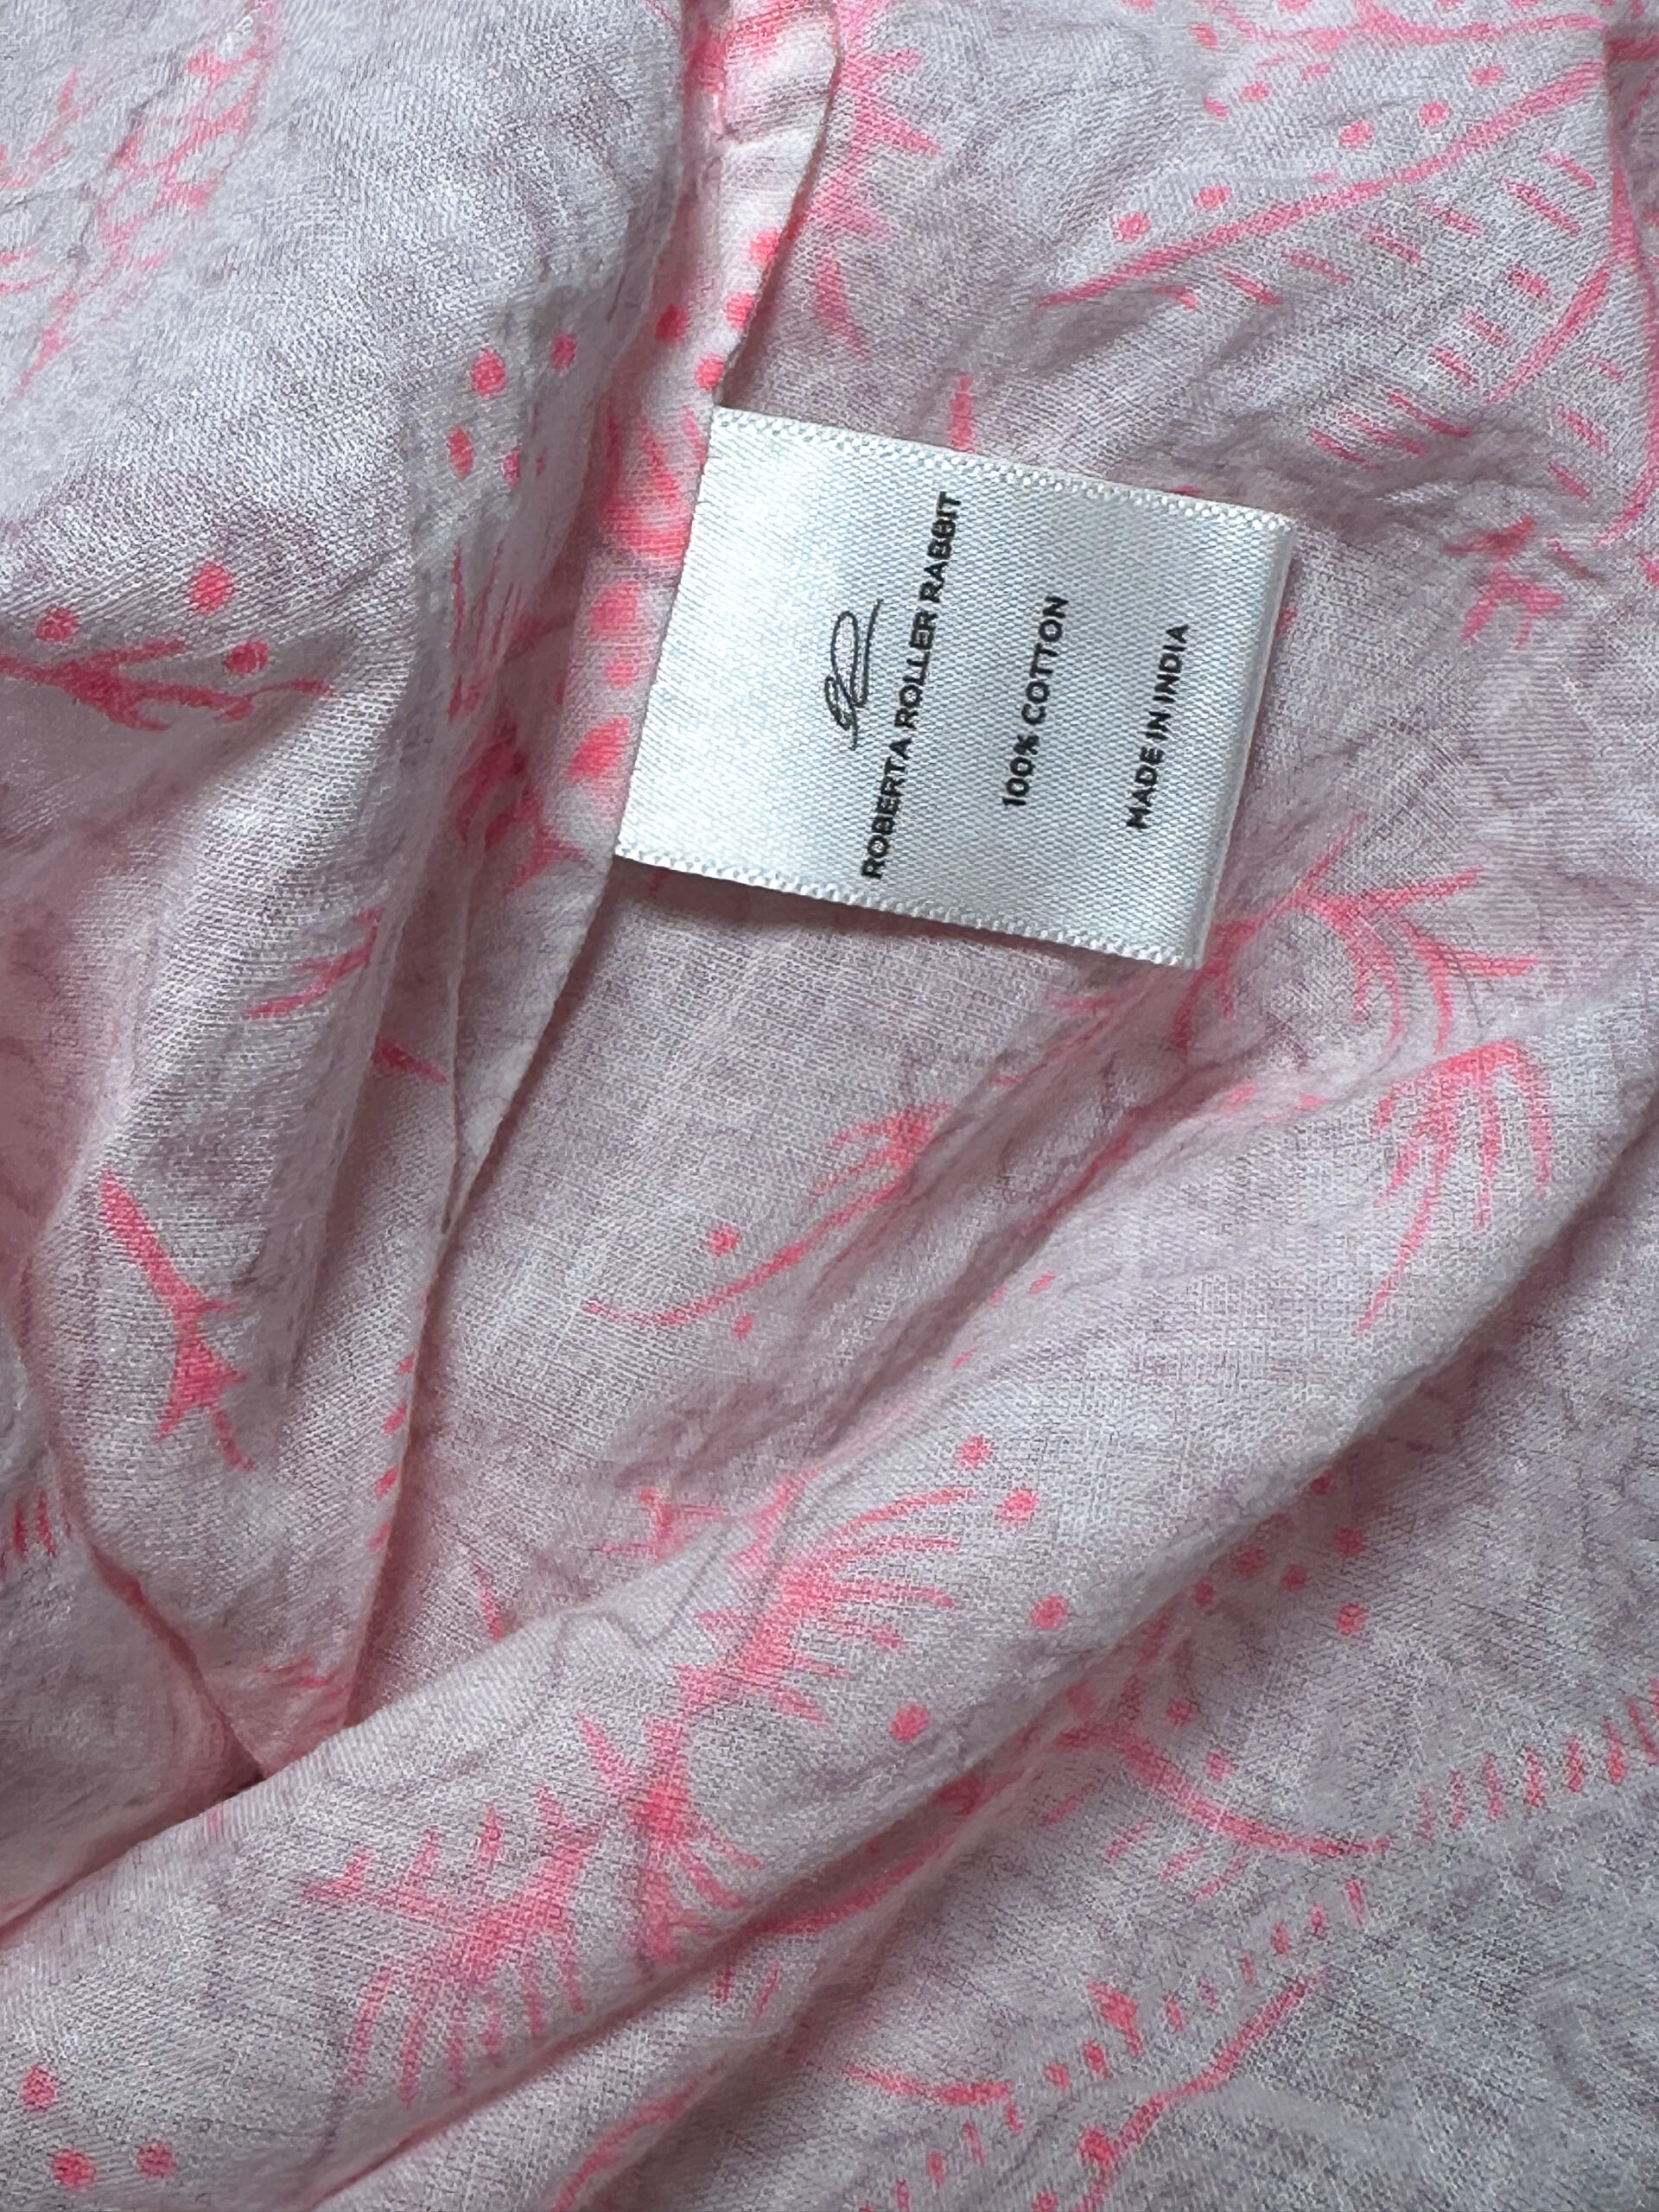 ROBERTA ROLLER RABBIT
100% COTTON
MADE IN INDIA